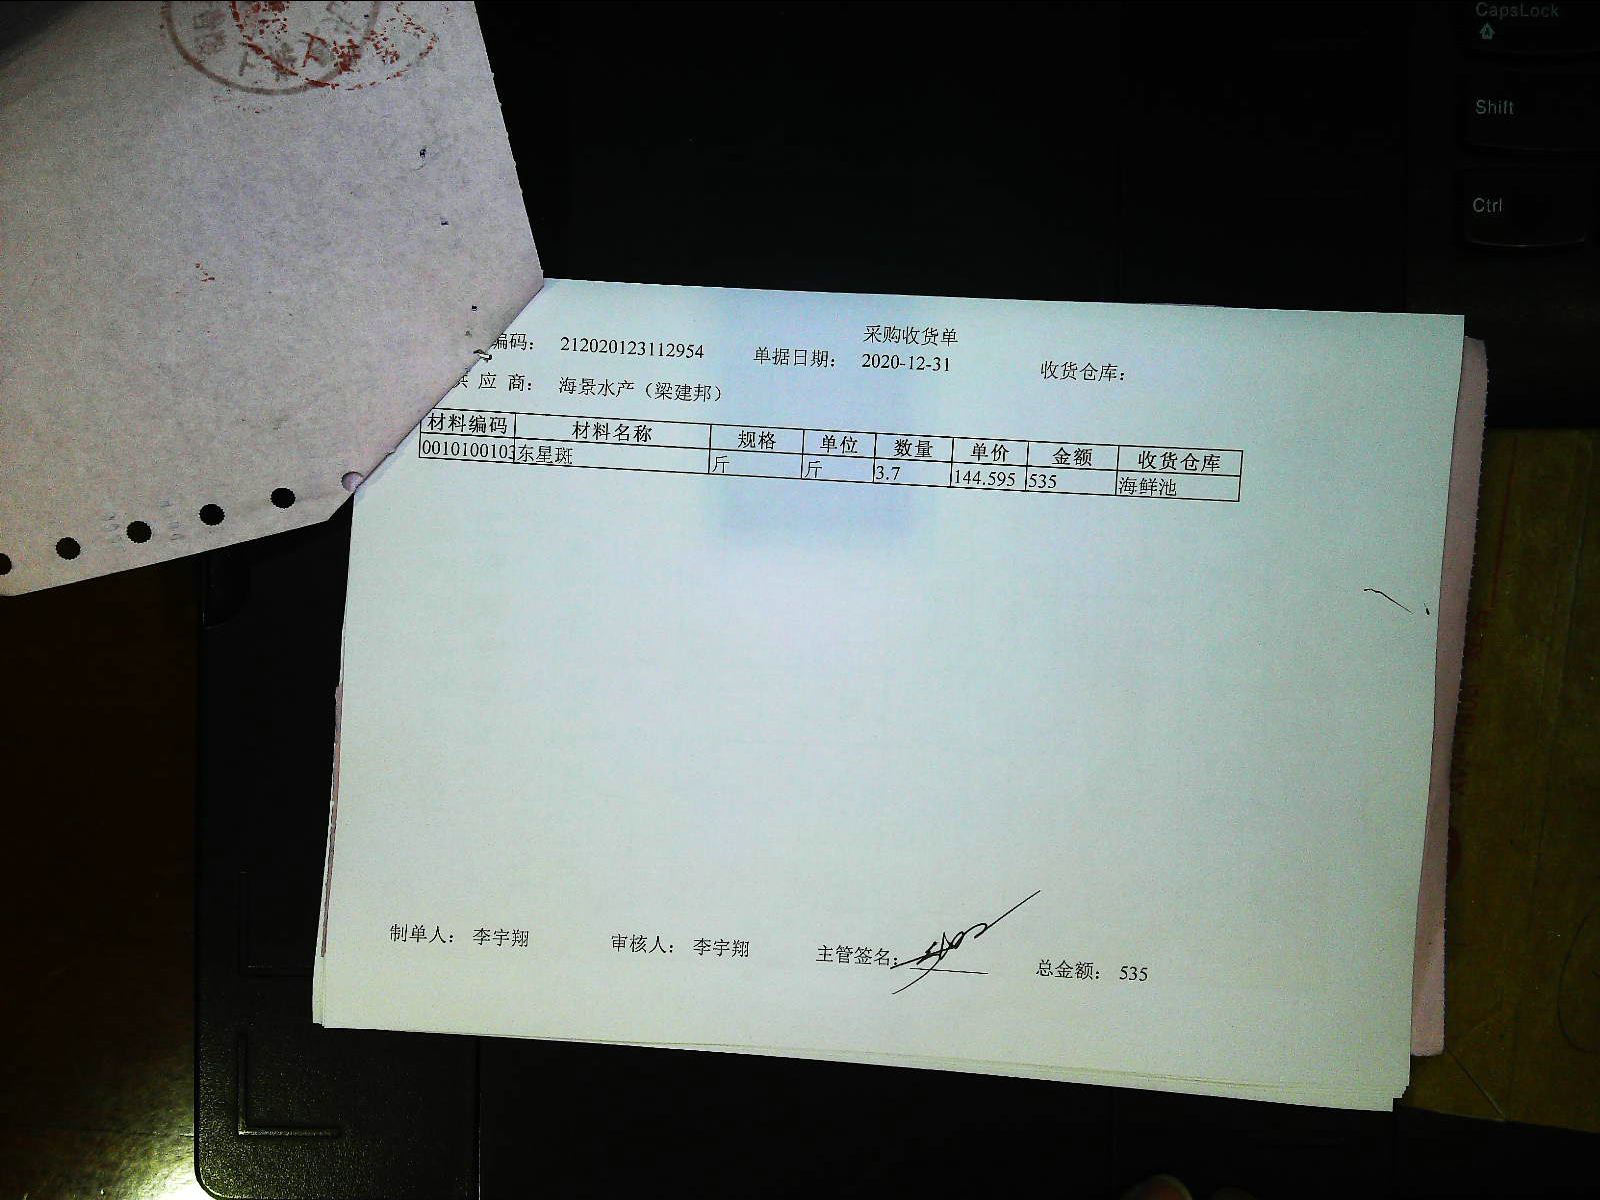 CapsLock
Shift
Ctrl
采购收货单
编码： 212020123112954 单据日期： 2020-12-31 收货仓库：
供 应 商： 海景水产（梁建邦）
材料编码 材料名称 规格 单位 数量 单价 金额 收货仓库
0010100103 东星斑 斤 斤 3.7 144.595 535 海鲜池
制单人： 李宇翔 审核人： 李宇翔 主管签名： 总金额： 535